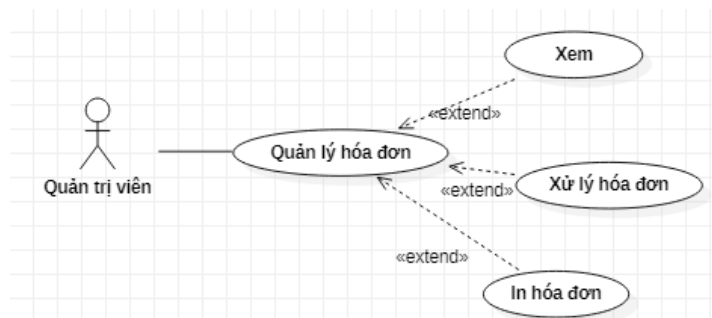 Xem
«extend»
Quản lý hóa đơn
Quản trị viên
«extend»
Xử lý hóa đơn
«extend»
In hóa đơn